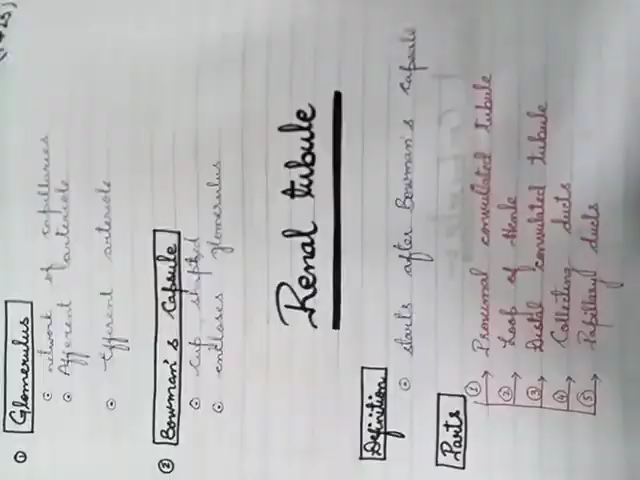 ① Glomerulus
network of capillaries
Afferent arteriole
Efferent arteriole
② Bowman's Capsule
Cup shaped
encloses glomerulus
Renal tubule
Definition
starts after Bowman's capsule
Parts
① Proximal convulated tubule
② Loop of Henle
③ Distal convulated tubule
④ Collecting ducts
⑤ Papillary ducts